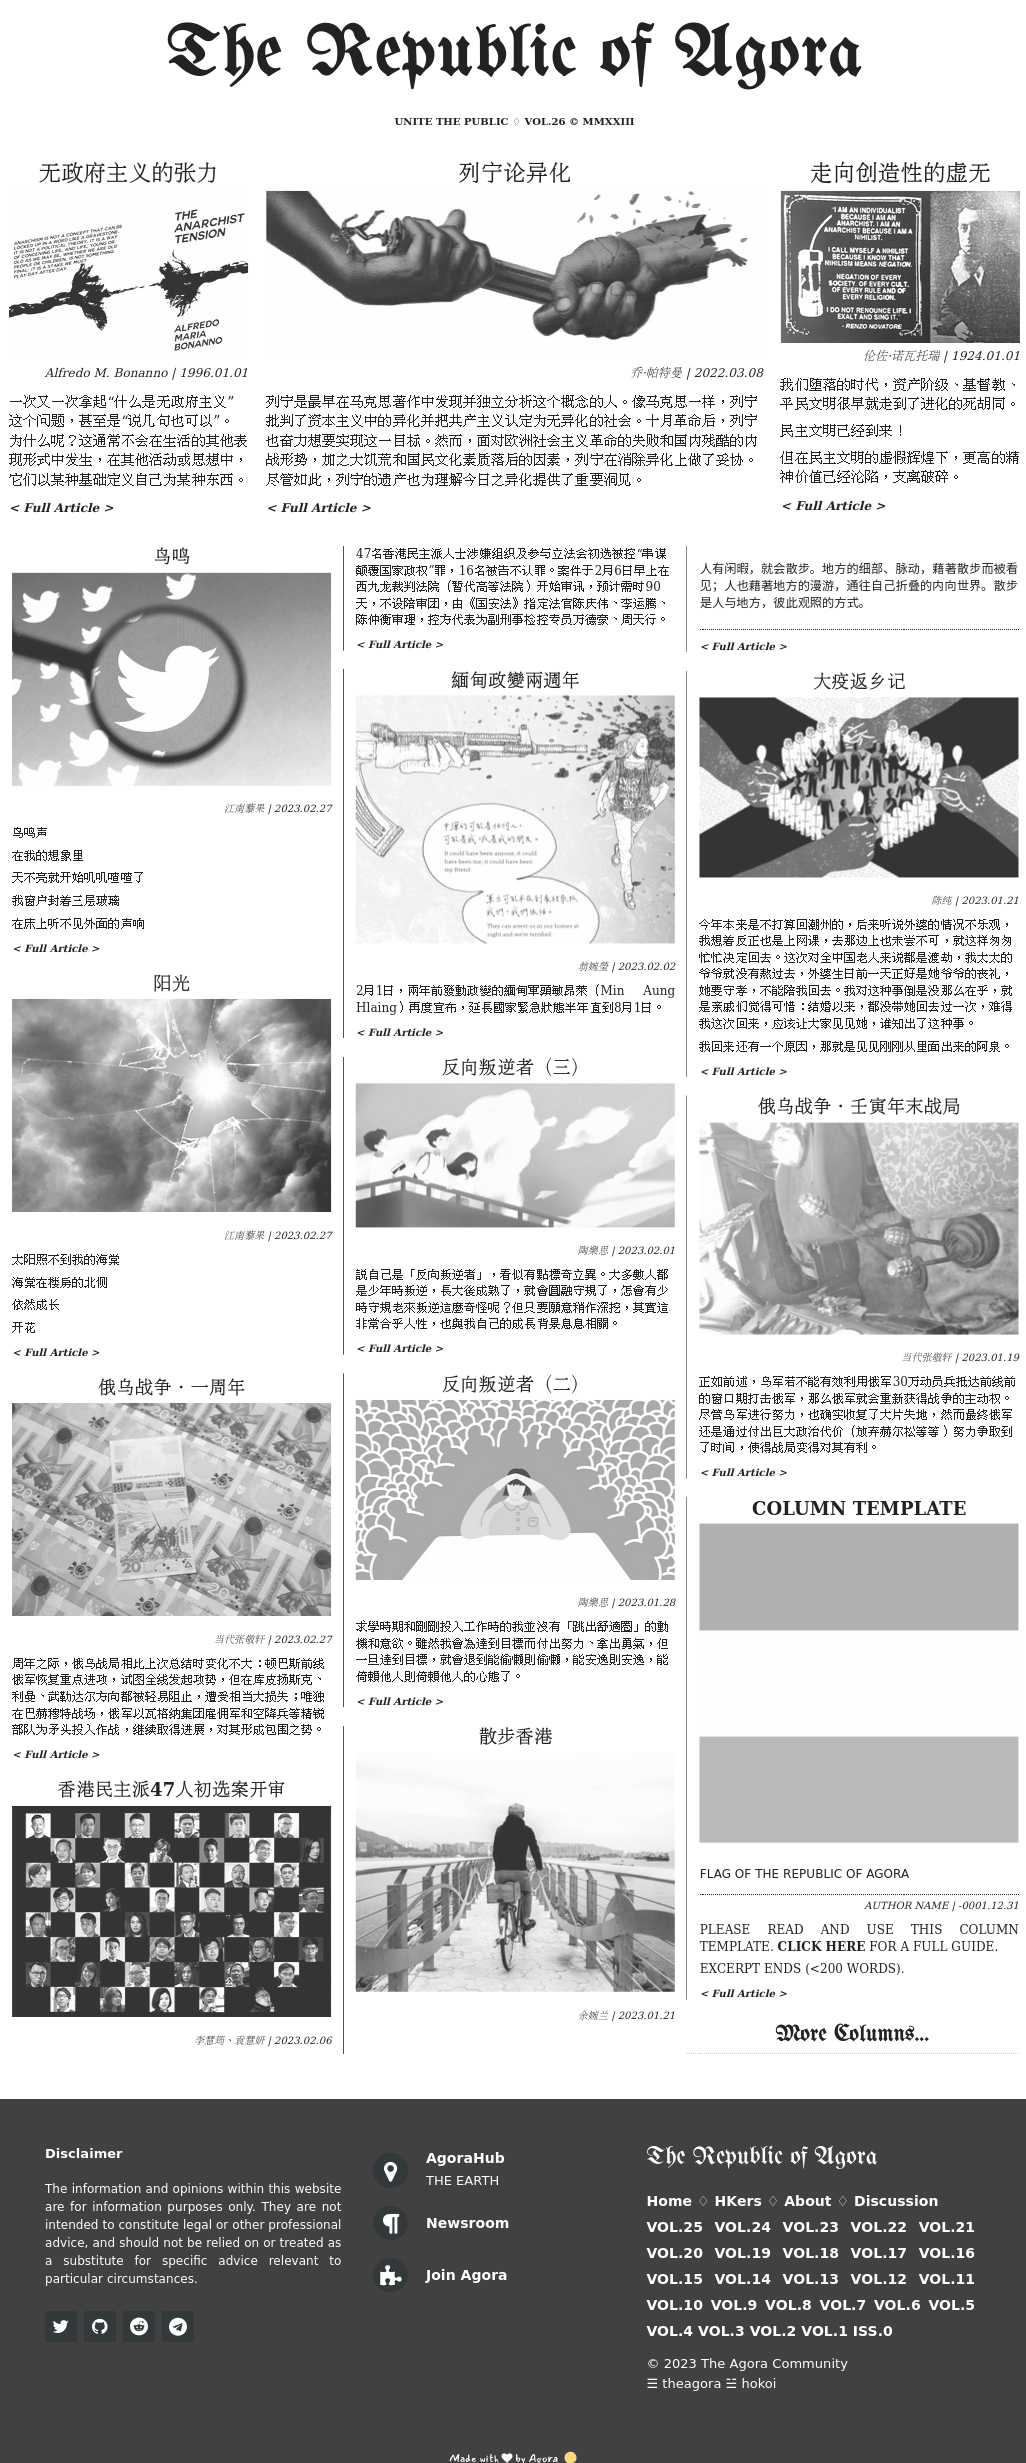 The Republic of Agora
UNITE THE PUBLIC ♢ VOL.26 © MMXXIII
无政府主义的张力
ANARCHISM IS NOT A CONCEPT THAT CAN BE
LOCKED UP IN A WORD LIKE A GRAVESTONE.
IT IS NOT A POLITICAL THEORY. IT IS A WAY
OF CONCEIVING LIFE, AND LIFE, YOUNG OR
OLD AS WE MAY BE, WHETHER WE ARE OLD
PEOPLE OR CHILDREN, IS NOT SOMETHING
FINAL: IT IS A STAKE WE MUST
PLAY DAY AFTER DAY.
THE
ANARCHIST
TENSION
ALFREDO
MARIA
BONANNO
Alfredo M. Bonanno | 1996.01.01
一次又一次拿起“什么是无政府主义”
这个问题，甚至是“说几句也可以”。
为什么呢？这通常不会在生活的其他表
现形式中发生，在其他活动或思想中，
它们以某种基础定义自己为某种东西。
< Full Article >
列宁论异化
乔·帕特曼 | 2022.03.08
列宁是最早在马克思著作中发现并独立分析这个概念的人。像马克思一样，列宁
批判了资本主义中的异化并把共产主义认定为无异化的社会。十月革命后，列宁
也奋力想要实现这一目标。然而，面对欧洲社会主义革命的失败和国内残酷的内
战形势，加之大饥荒和国民文化素质落后的因素，列宁在消除异化上做了妥协。
尽管如此，列宁的遗产也为理解今日之异化提供了重要洞见。
< Full Article >
走向创造性的虚无
"I AM AN INDIVIDUALIST
BECAUSE I AM AN
ANARCHIST. I AM AN
ANARCHIST BECAUSE I AM A
NIHILIST.
I CALL MYSELF A NIHILIST
BECAUSE I KNOW THAT
NIHILISM MEANS NEGATION.
NEGATION OF EVERY
SOCIETY, OF EVERY CULT,
OF EVERY RULE AND OF
EVERY RELIGION.
I DO NOT RENOUNCE LIFE. I
EXALT AND SING IT."
- RENZO NOVATORE
伦佐·诺瓦托瑞 | 1924.01.01
我们堕落的时代，资产阶级、基督教、
平民文明很早就走到了进化的死胡同。
民主文明已经到来！
但在民主文明的虚假辉煌下，更高的精
神价值已经沦陷，支离破碎。
< Full Article >
鸟鸣
江南藜果 | 2023.02.27
鸟鸣声
在我的想象里
天不亮就开始叽叽喳喳了
我窗户封着三层玻璃
在床上听不见外面的声响
< Full Article >
阳光
江南藜果 | 2023.02.27
太阳照不到我的海棠
海棠在楼房的北侧
依然成长
开花
< Full Article >
俄乌战争 · 一周年
当代张敬轩 | 2023.02.27
周年之际，俄乌战局相比上次总结时变化不大：顿巴斯前线
俄军恢复重点进攻，试图全线发起攻势，但在库皮扬斯克、
利曼、武勒达尔方向都被轻易阻止，遭受相当大损失；唯独
在巴赫穆特战场，俄军以瓦格纳集团雇佣军和空降兵等精锐
部队为矛头投入作战，继续取得进展，对其形成包围之势。
< Full Article >
香港民主派47人初选案开审
李慧筠、袁慧妍 | 2023.02.06
47名香港民主派人士涉嫌组织及参与立法会初选被控“串谋
颠覆国家政权”罪，16名被告不认罪。案件于2月6日早上在
西九龙裁判法院（暂代高等法院）开始审讯，预计需时90
天，不设陪审团，由《国安法》指定法官陈庆伟、李运腾、
陈仲衡审理，控方代表为副刑事检控专员万德豪、周天行。
< Full Article >
緬甸政變兩週年
中彈的可能是任何人，
可能是我，或是我的朋友。
It could have been anyone, it could
have been me, it could have been
my friend.
軍方可能來家裡逮捕
我們，我們很怕。
They can arrest us in our homes at
night and we're terrified.
翁婉瑩 | 2023.02.02
2月1日，兩年前發動政變的緬甸軍頭敏昂萊（Min Aung
Hlaing）再度宣布，延長國家緊急狀態半年直到8月1日。
< Full Article >
反向叛逆者（三）
陶樂思 | 2023.02.01
說自己是「反向叛逆者」，看似有點標奇立異。大多數人都
是少年時叛逆，長大後成熟了，就會圓融守規了，怎會有少
時守規老來叛逆這麼奇怪呢？但只要願意稍作深挖，其實這
非常合乎人性，也與我自己的成長背景息息相關。
< Full Article >
反向叛逆者（二）
陶樂思 | 2023.01.28
求學時期和剛剛投入工作時的我並沒有「跳出舒適圈」的動
機和意欲。雖然我會為達到目標而付出努力、拿出勇氣，但
一旦達到目標，就會退到能偷懶則偷懶，能安逸則安逸，能
倚賴他人則倚賴他人的心態了。
< Full Article >
散步香港
余婉兰 | 2023.01.21
人有闲暇，就会散步。地方的细部、脉动，藉著散步而被看
见；人也藉著地方的漫游，通往自己折叠的内向世界。散步
是人与地方，彼此观照的方式。
< Full Article >
大疫返乡记
陈纯 | 2023.01.21
今年本来是不打算回潮州的，后来听说外婆的情况不乐观，
我想着反正也是上网课，去那边上也未尝不可，就这样匆匆
忙忙决定回去。这次对全中国老人来说都是渡劫，我太太的
爷爷就没有熬过去，外婆生日前一天正好是她爷爷的丧礼，
她要守孝，不能陪我回去。我对这种事倒是没那么在乎，就
是亲戚们觉得可惜：结婚以来，都没带她回去过一次，难得
我这次回来，应该让大家见见她，谁知出了这种事。
我回来还有一个原因，那就是见见刚刚从里面出来的阿泉。
< Full Article >
俄乌战争 · 壬寅年末战局
当代张敬轩 | 2023.01.19
正如前述，乌军若不能有效利用俄军30万动员兵抵达前线前
的窗口期打击俄军，那么俄军就会重新获得战争的主动权。
尽管乌军进行努力，也确实收复了大片失地，然而最终俄军
还是通过付出巨大政治代价（放弃赫尔松等等）努力争取到
了时间，使得战局变得对其有利。
< Full Article >
COLUMN TEMPLATE
FLAG OF THE REPUBLIC OF AGORA
AUTHOR NAME | -0001.12.31
PLEASE READ AND USE THIS COLUMN
TEMPLATE. CLICK HERE FOR A FULL GUIDE.
EXCERPT ENDS (<200 WORDS).
< Full Article >
More Columns...
Disclaimer
The information and opinions within this website
are for information purposes only. They are not
intended to constitute legal or other professional
advice, and should not be relied on or treated as
a substitute for specific advice relevant to
particular circumstances.
AgoraHub
THE EARTH
Newsroom
Join Agora
The Republic of Agora
Home ♢ HKers ♢ About ♢ Discussion
VOL.25 VOL.24 VOL.23 VOL.22 VOL.21
VOL.20 VOL.19 VOL.18 VOL.17 VOL.16
VOL.15 VOL.14 VOL.13 VOL.12 VOL.11
VOL.10 VOL.9 VOL.8 VOL.7 VOL.6 VOL.5
VOL.4 VOL.3 VOL.2 VOL.1 ISS.0
© 2023 The Agora Community
☰ theagora ☱ hokoi
Made with ♥ by Agora